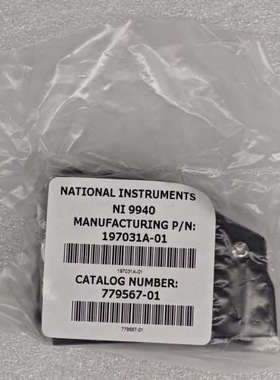 NATIONAL INSTRUMENTS
NI 9940
MANUFACTURING P/N:
197031A-01
197031A-01
CATALOG NUMBER:
779567-01
779567-01